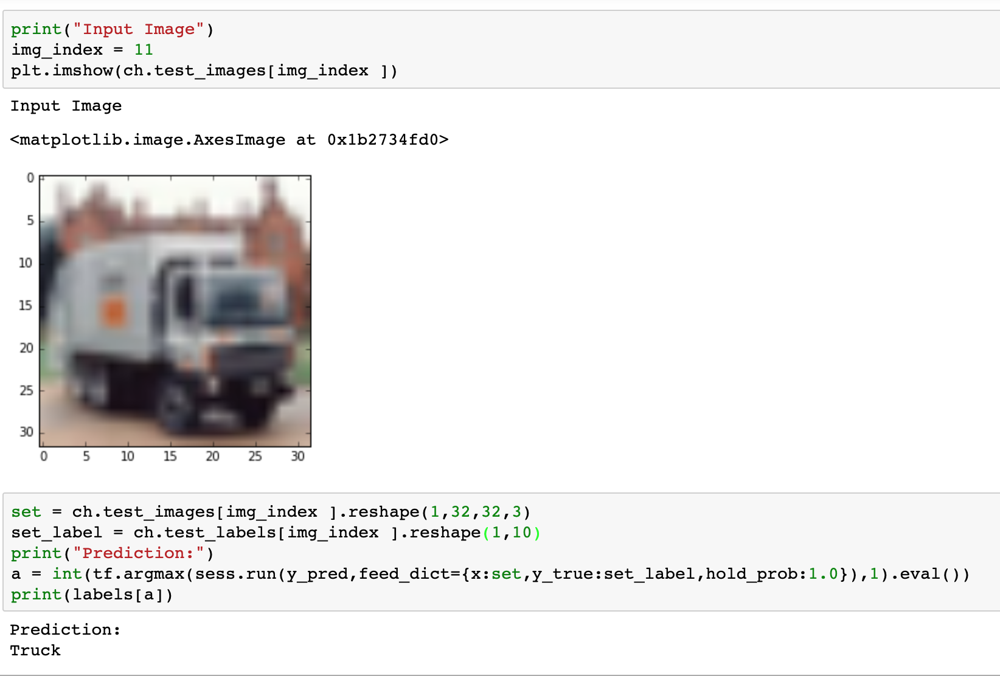 print("Input Image")
img_index = 11
plt.imshow(ch.test_images[img_index ])
Input Image
<matplotlib.image.AxesImage at 0x1b2734fd0>
0
5
10
15
20
25
30
0 5 10 15 20 25 30
set = ch.test_images[img_index ].reshape(1,32,32,3)
set_label = ch.test_labels[img_index ].reshape(1,10)
print("Prediction:")
a = int(tf.argmax(sess.run(y_pred,feed_dict={x:set,y_true:set_label,hold_prob:1.0}),1).eval())
print(labels[a])
Prediction:
Truck